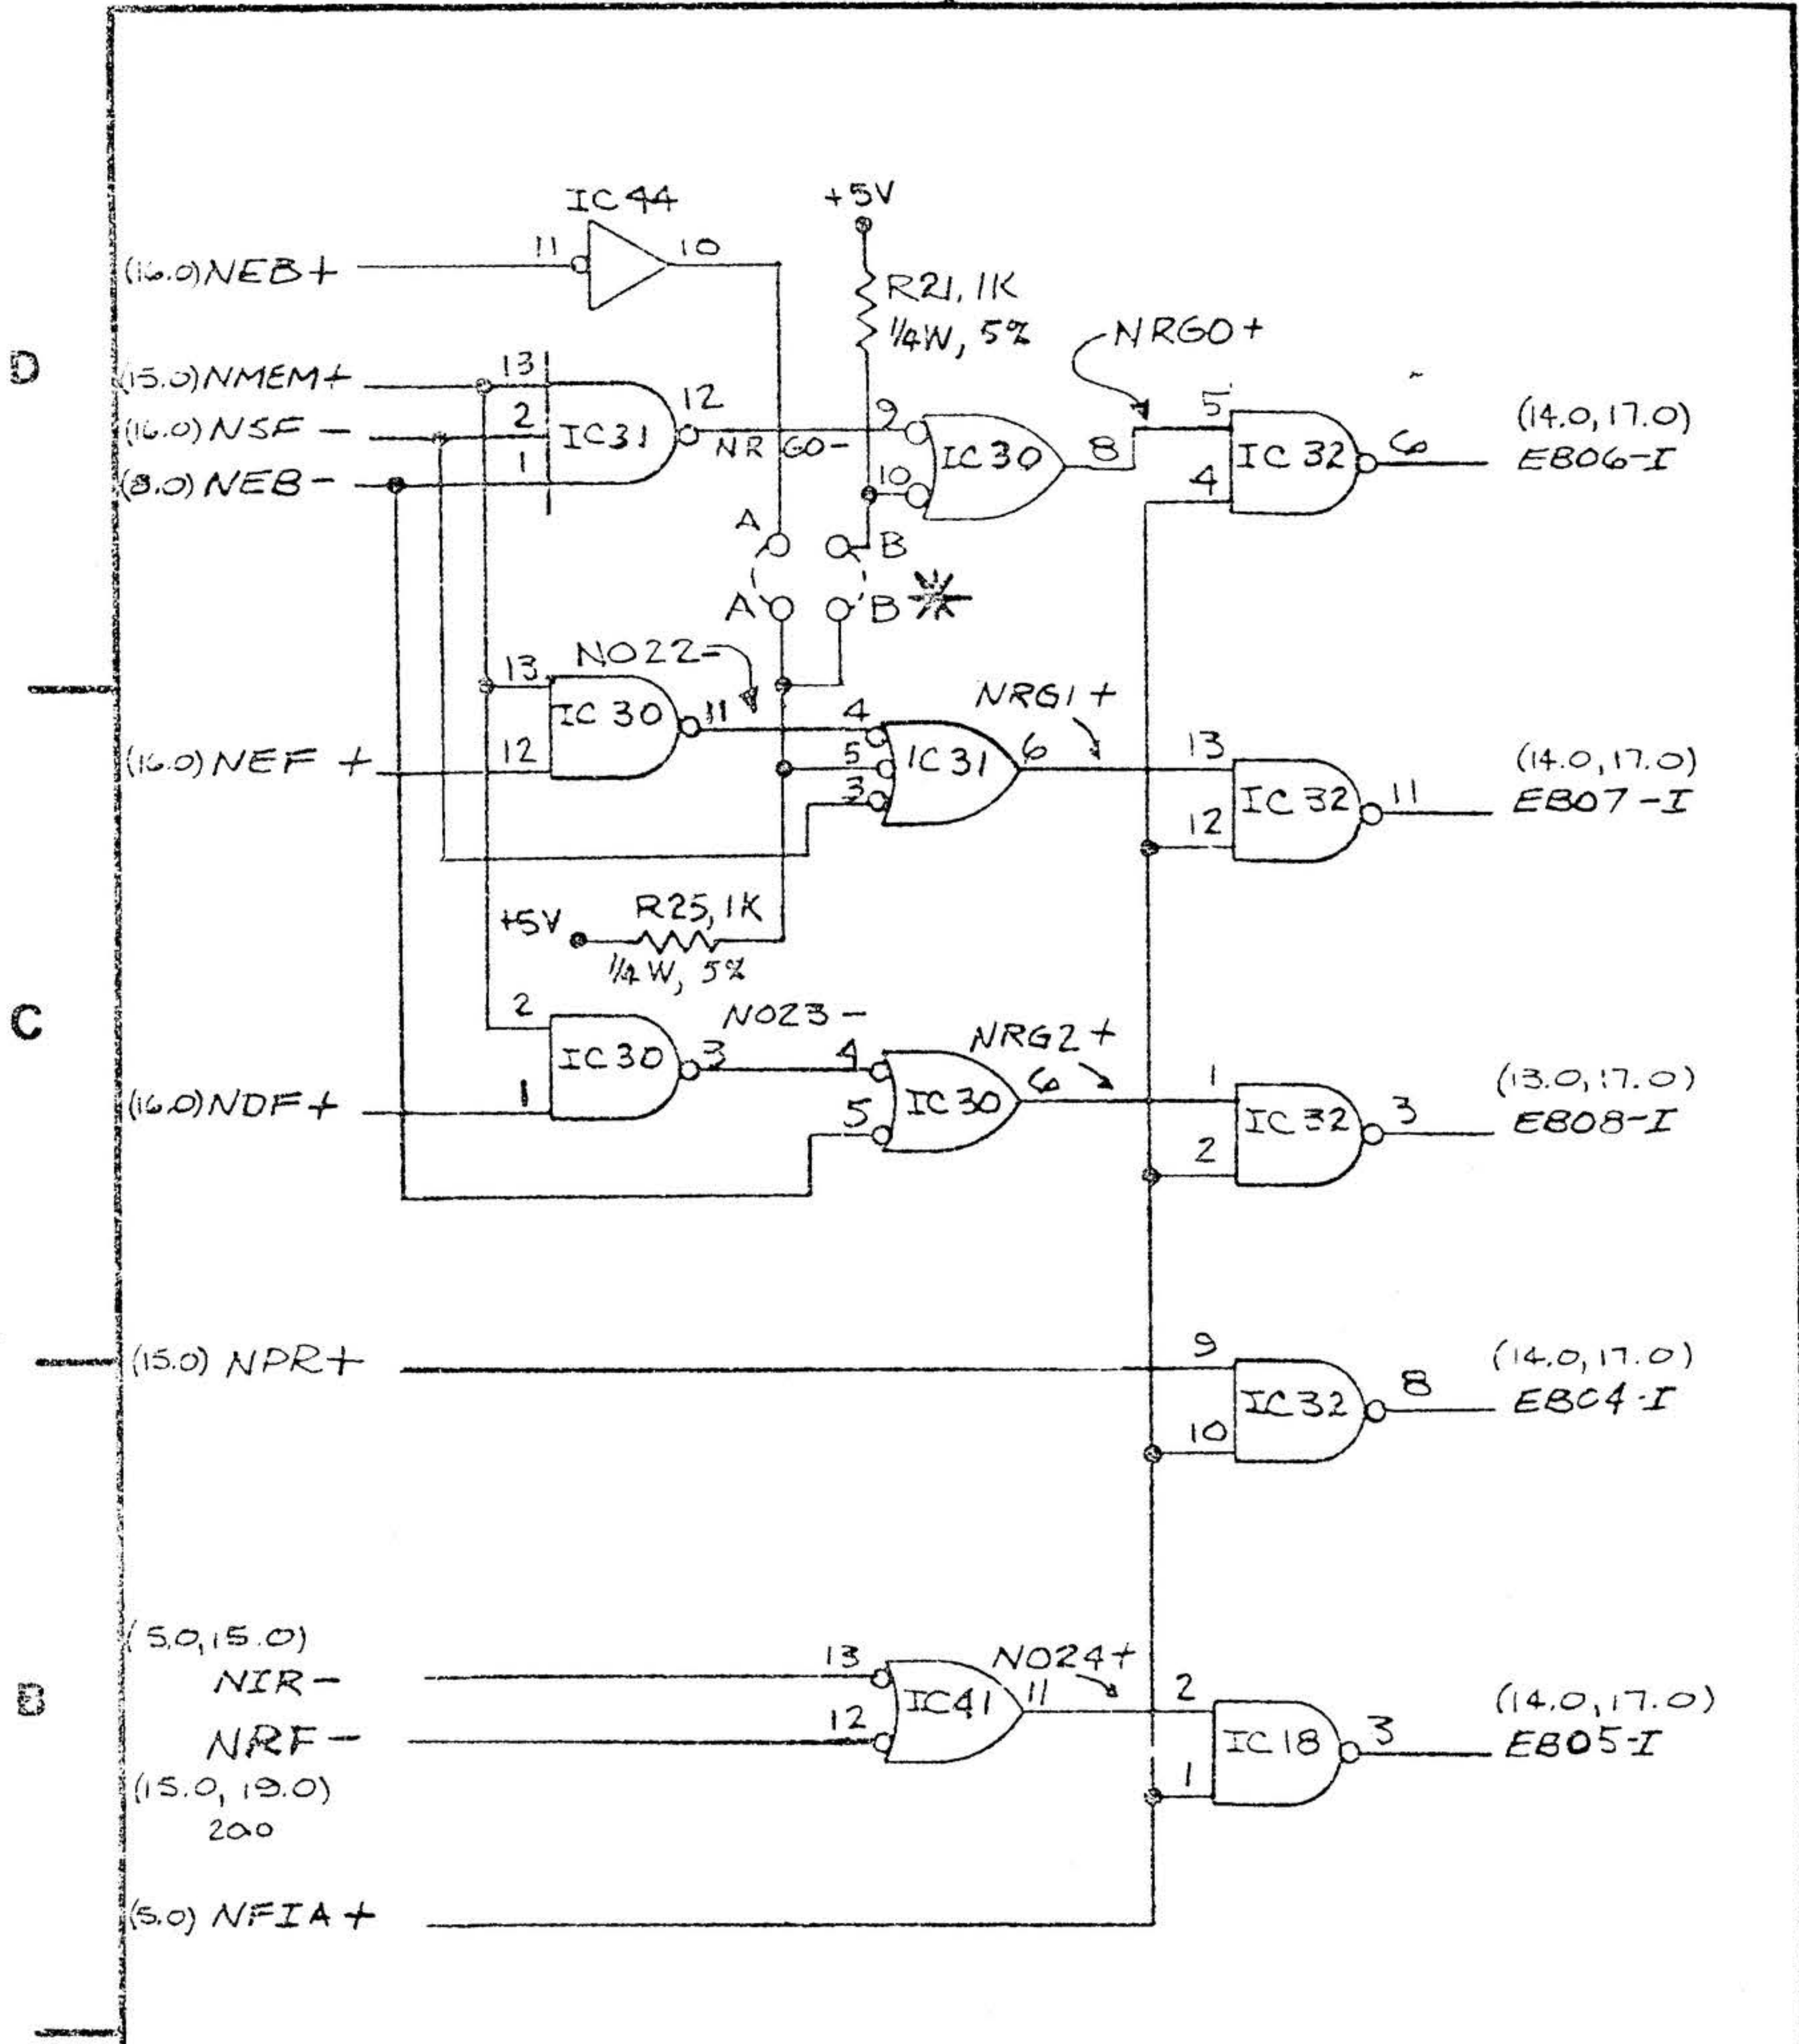 IC44
+5V
(16.0) NEB+
11
10
R21, 1K
1/4W, 5%
NRG0+
D
(15.0) NMEM+
13
12
9
5
(14.0, 17.0)
(16.0) NSF-
2
IC31
NRG0-
IC30
8
IC32
6
EB06-I
(8.0) NEB-
1
10
4
A
B
A
B
13
N022-
IC30
11
4
NRG1+
(16.0) NEF+
12
5
IC31
6
13
(14.0, 17.0)
3
IC32
11
EB07-I
12
+5V
R25, 1K
1/4W, 5%
C
2
N023-
IC30
3
4
NRG2+
6
1
(13.0, 17.0)
(16.0) NDF+
1
5
IC30
IC32
3
EB08-I
2
(15.0) NPR+
9
(14.0, 17.0)
IC32
8
EB04-I
10
(5.0, 15.0)
NIR-
13
N024+
B
IC41
11
2
(14.0, 17.0)
NRF-
12
IC18
3
EB05-I
(15.0, 19.0)
1
20.0
(5.0) NFIA+